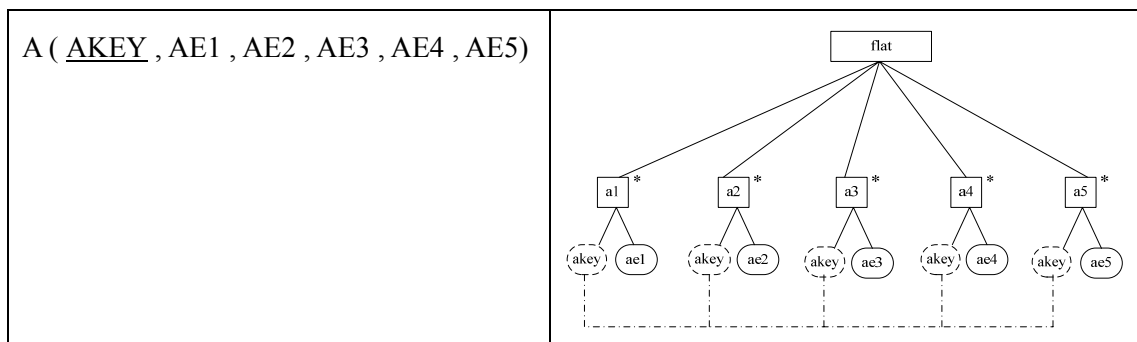 A ( AKEY , AE1 , AE2 , AE3 , AE4 , AE5)
flat
a1 * a2 * a3 * a4 * a5 *
akey ae1 akey ae2 akey ae3 akey ae4 akey ae5